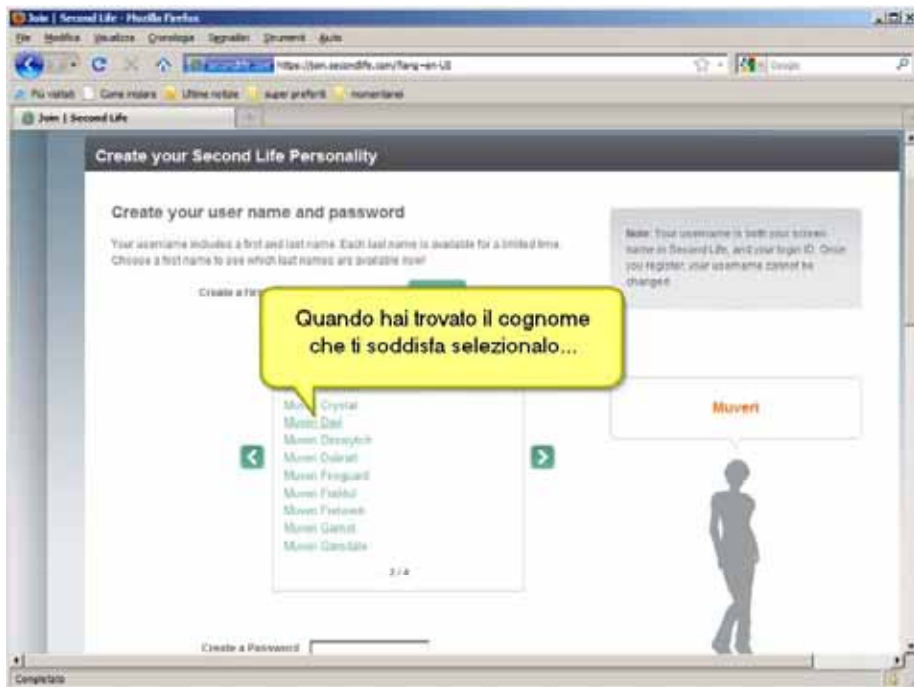 Join | Second Life - Mozilla Firefox
File Modifica Visualizza Cronologia Segnalibri Strumenti Aiuto
https://join.secondlife.com/?lang=en-US
Google
Più visitati Come iniziare Ultime notizie super preferiti momentanei
Join | Second Life
Create your Second Life Personality
Create your user name and password
Your username includes a first and last name. Each last name is available for a limited time.
Choose a first name to see which last names are available now!
Note: Your username is both your screen
name in Second Life, and your login ID. Once
you register, your username cannot be
changed
Create a First
Quando hai trovato il cognome
che ti soddisfa selezionalo...
Muveri Crystal
Muveri Dael
Muveri
Muveri
Muveri Fireguard
Muveri
Muveri
Muveri Garnet
Muveri
Muveri
Create a Password
Completato